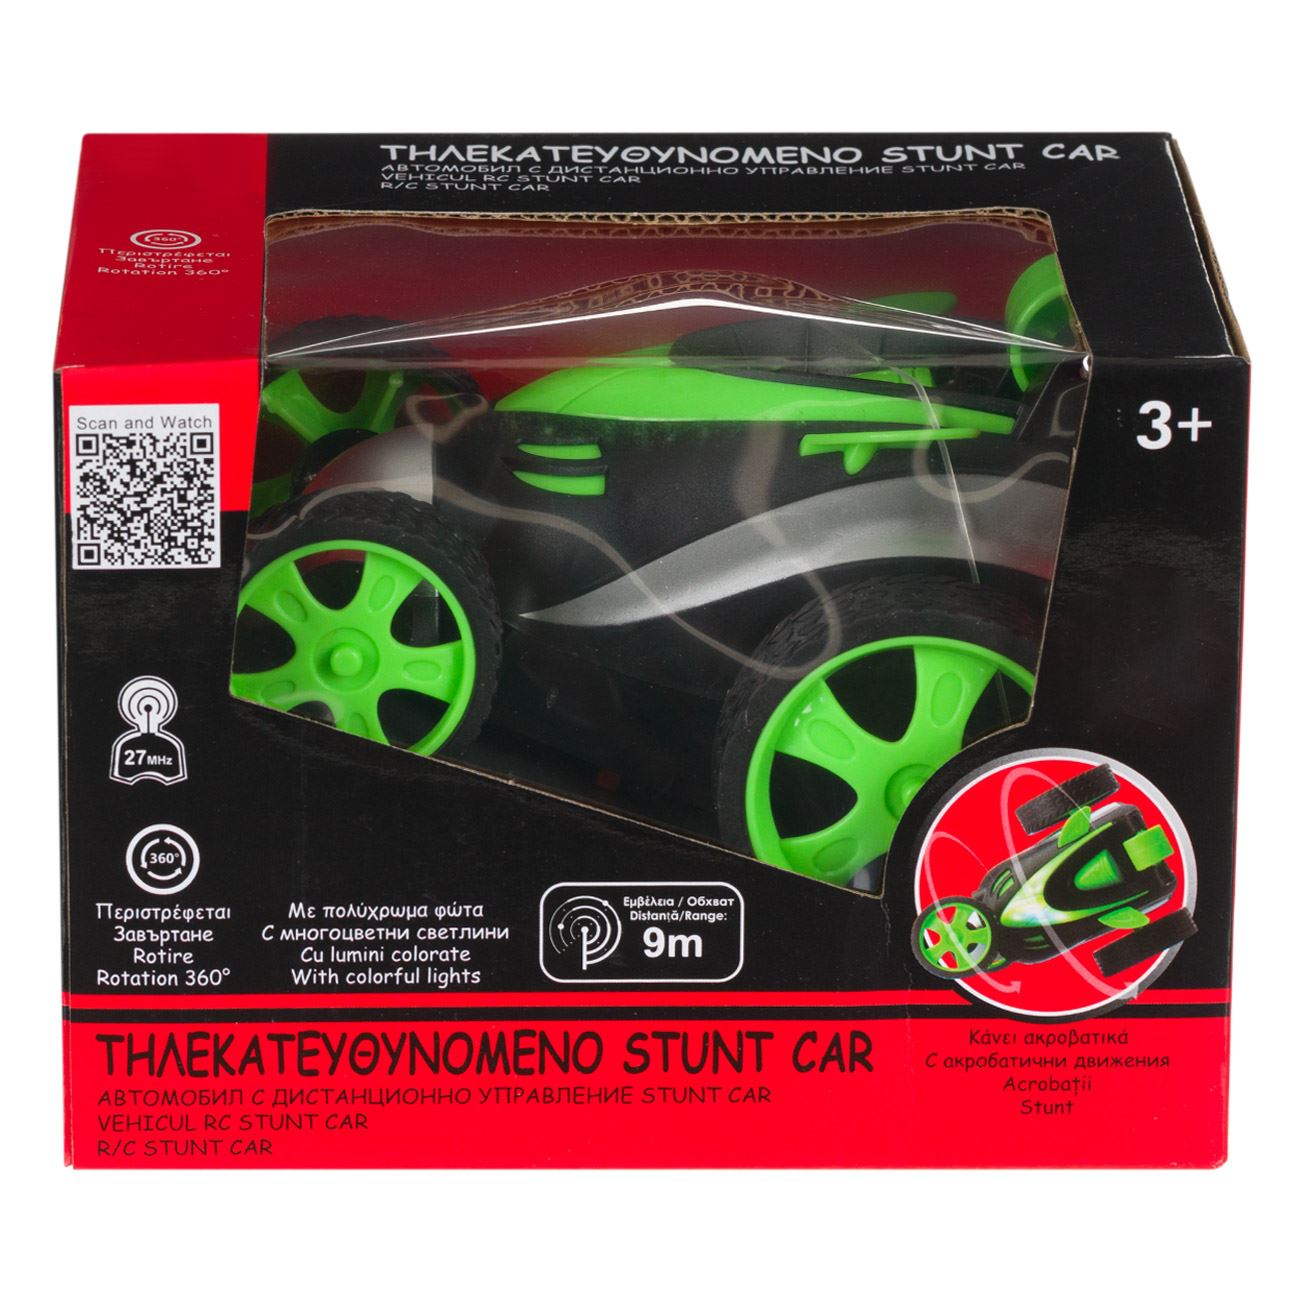 ΤΗΛΕΚΑΤΕΥΘΥΝΟΜΕΝΟ STUNT CAR
АВТОМОБИЛ С ДИСТАНЦИОННО УПРАВЛЕНИЕ STUNT CAR
VEHICUL RC STUNT CAR
R/C STUNT CAR
360°
Περιστρέφεται
Завъртане
Rotire
Rotation 360°
Scan and Watch
3+
27MHz
360°
Περιστρέφεται
Завъртане
Rotire
Rotation 360°
Με πολύχρωμα φώτα
С многоцветни светлини
Cu lumini colorate
With colorful lights
Εμβέλεια / Обхват
Distanță/Range:
9m
ΤΗΛΕΚΑΤΕΥΘΥΝΟΜΕΝΟ STUNT CAR
АВТОМОБИЛ С ДИСТАНЦИОННО УПРАВЛЕНИЕ STUNT CAR
VEHICUL RC STUNT CAR
R/C STUNT CAR
Κάνει ακροβατικά
С акробатични движения
Acrobații
Stunt